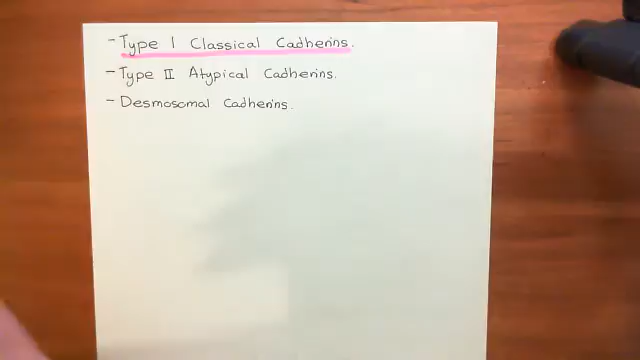 - Type I Classical Cadherins.
- Type II Atypical Cadherins.
- Desmosomal Cadherins.